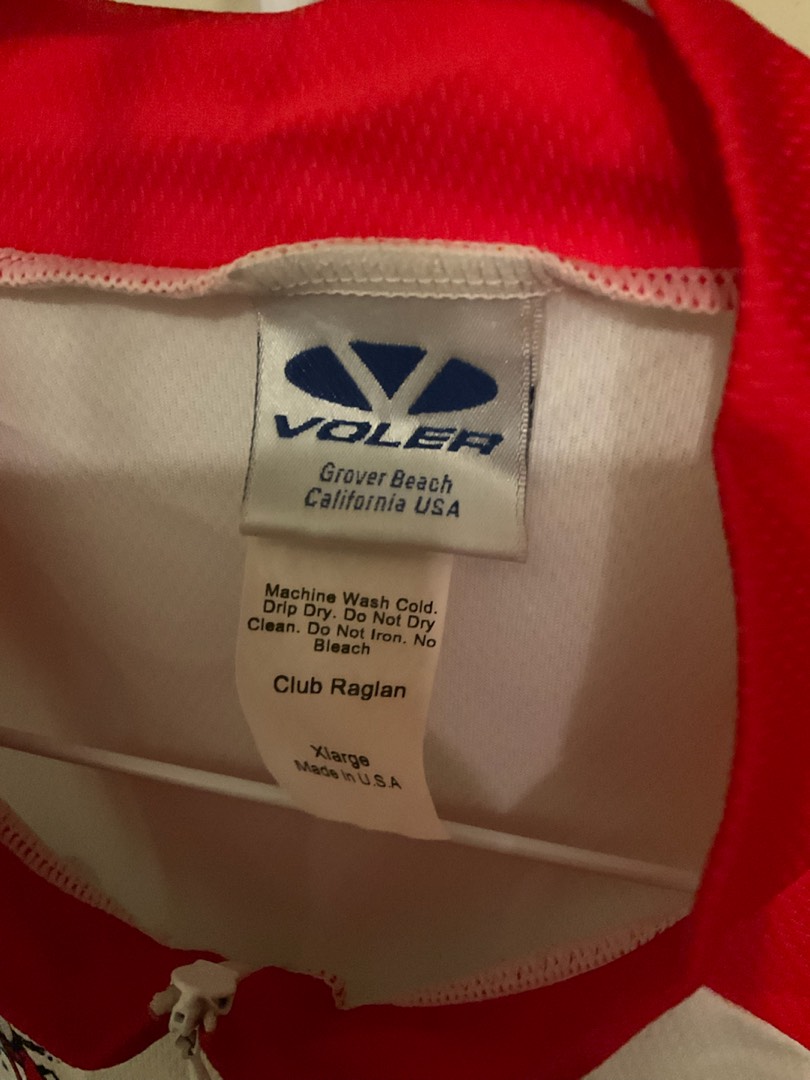 VOLER
Grover Beach
California USA
Machine Wash Cold.
Drip Dry. Do Not Dry
Clean. Do Not Iron. No
Bleach
Club Raglan
Xlarge
Made in U.S.A